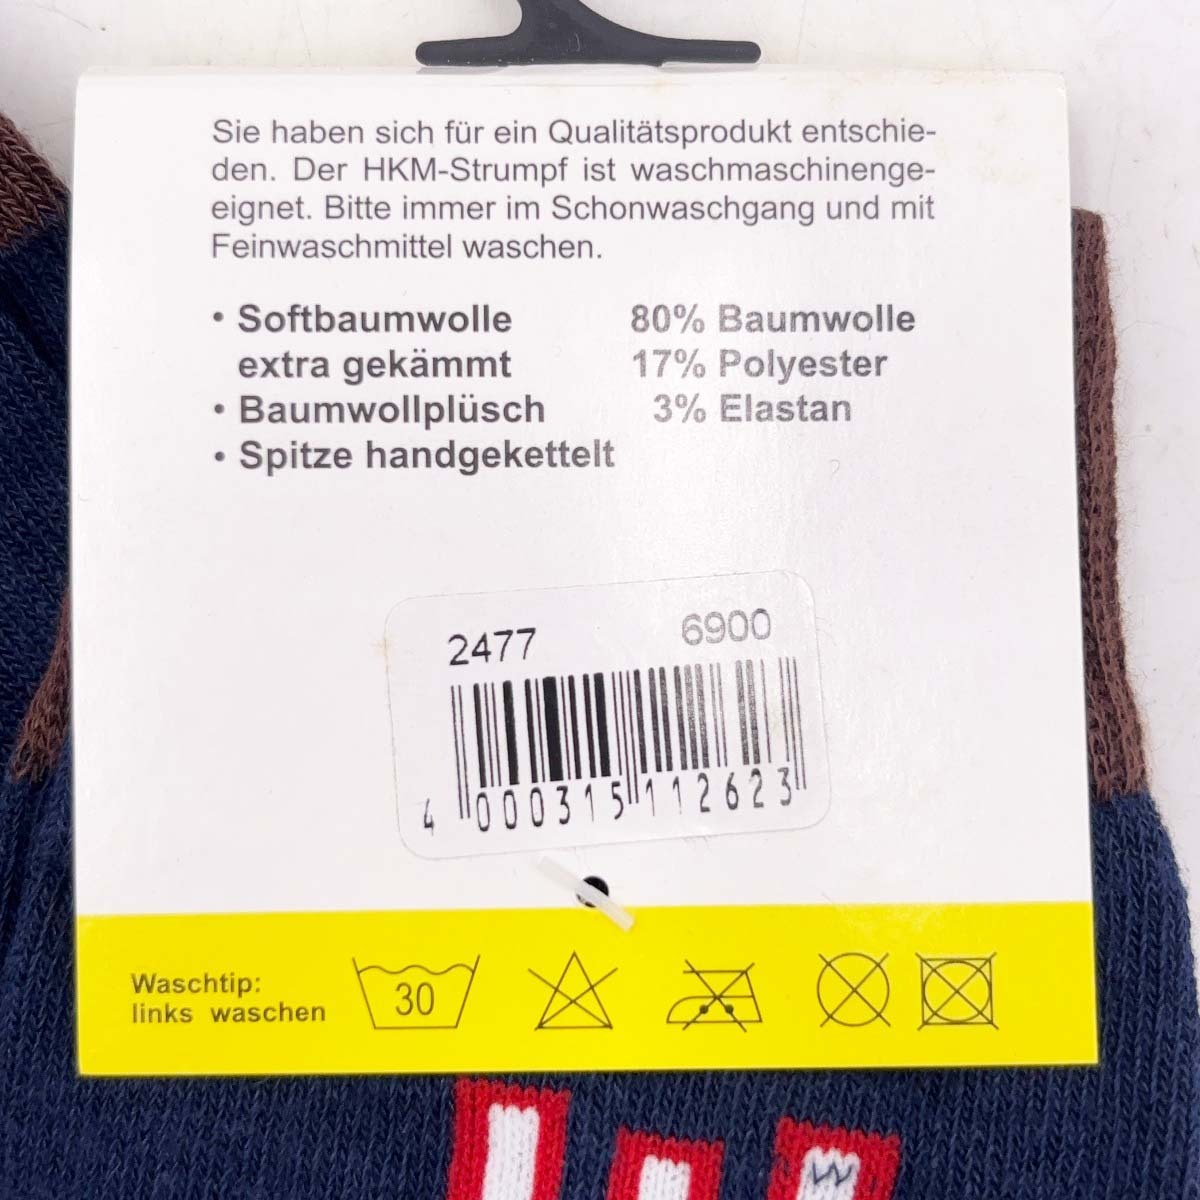 Sie haben sich für ein Qualitätsprodukt entschie-
den. Der HKM-Strumpf ist waschmaschinenge-
eignet. Bitte immer im Schonwaschgang und mit
Feinwaschmittel waschen.
• Softbaumwolle
extra gekämmt
• Baumwollplüsch
• Spitze handgekettelt
80% Baumwolle
17% Polyester
3% Elastan
2477 6900
4 000315 112623
Waschtip:
links waschen
30